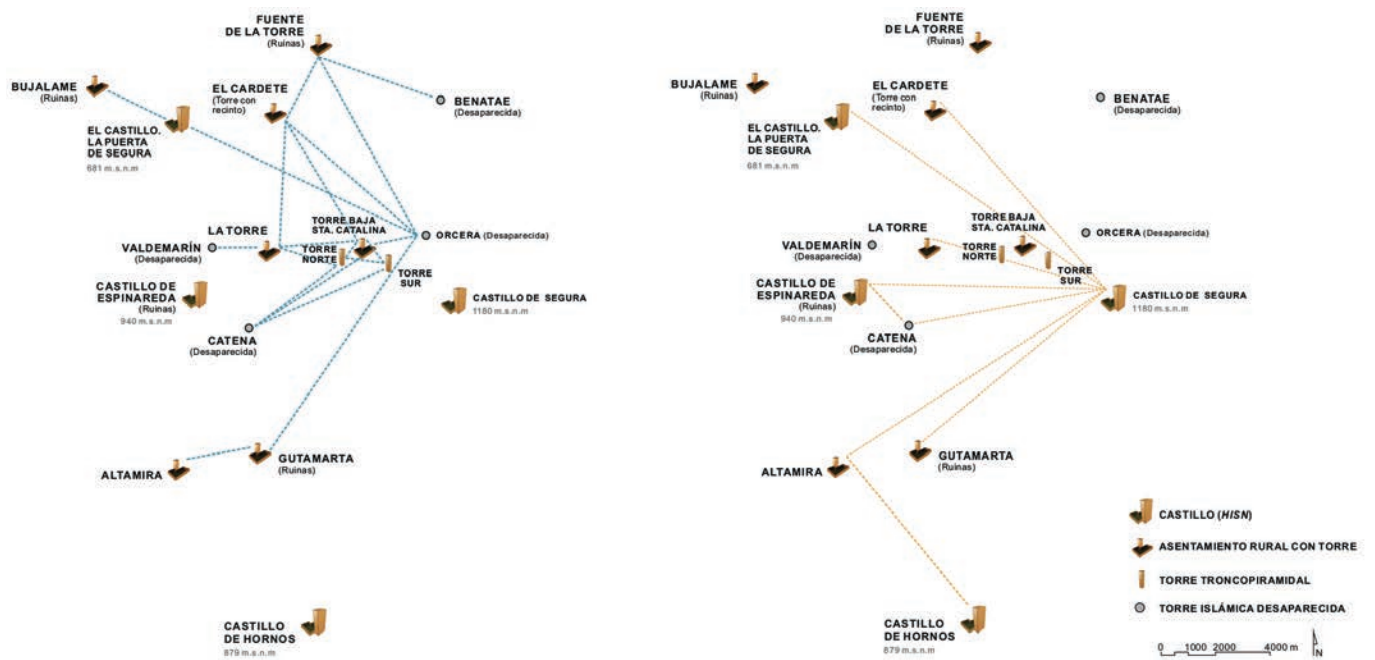 FUENTE
DE LA TORRE
(Ruinas)
BUJALAME
(Ruinas)
EL CARDETE
(Torre con
recinto)
BENATAE
(Desaparecida)
EL CASTILLO.
LA PUERTA
DE SEGURA
681 m.s.n.m
LA TORRE
TORRE BAJA
STA. CATALINA
ORCERA (Desaparecida)
VALDEMARÍN
(Desaparecida)
TORRE
NORTE
TORRE
SUR
CASTILLO DE
ESPINAREDA
(Ruinas)
940 m.s.n.m
CASTILLO DE SEGURA
1180 m.s.n.m
CATENA
(Desaparecida)
GUTAMARTA
(Ruinas)
ALTAMIRA
CASTILLO
DE HORNOS
879 m.s.n.m
FUENTE
DE LA TORRE
(Ruinas)
BUJALAME
(Ruinas)
EL CARDETE
(Torre con
recinto)
BENATAE
(Desaparecida)
EL CASTILLO.
LA PUERTA
DE SEGURA
681 m.s.n.m
LA TORRE
TORRE BAJA
STA. CATALINA
ORCERA (Desaparecida)
VALDEMARÍN
(Desaparecida)
TORRE
NORTE
TORRE
SUR
CASTILLO DE
ESPINAREDA
(Ruinas)
940 m.s.n.m
CASTILLO DE SEGURA
1180 m.s.n.m
CATENA
(Desaparecida)
GUTAMARTA
(Ruinas)
ALTAMIRA
CASTILLO
DE HORNOS
879 m.s.n.m
CASTILLO (HISN)
ASENTAMIENTO RURAL CON TORRE
TORRE TRONCOPIRAMIDAL
TORRE ISLÁMICA DESAPARECIDA
0 1000 2000 4000 m
N